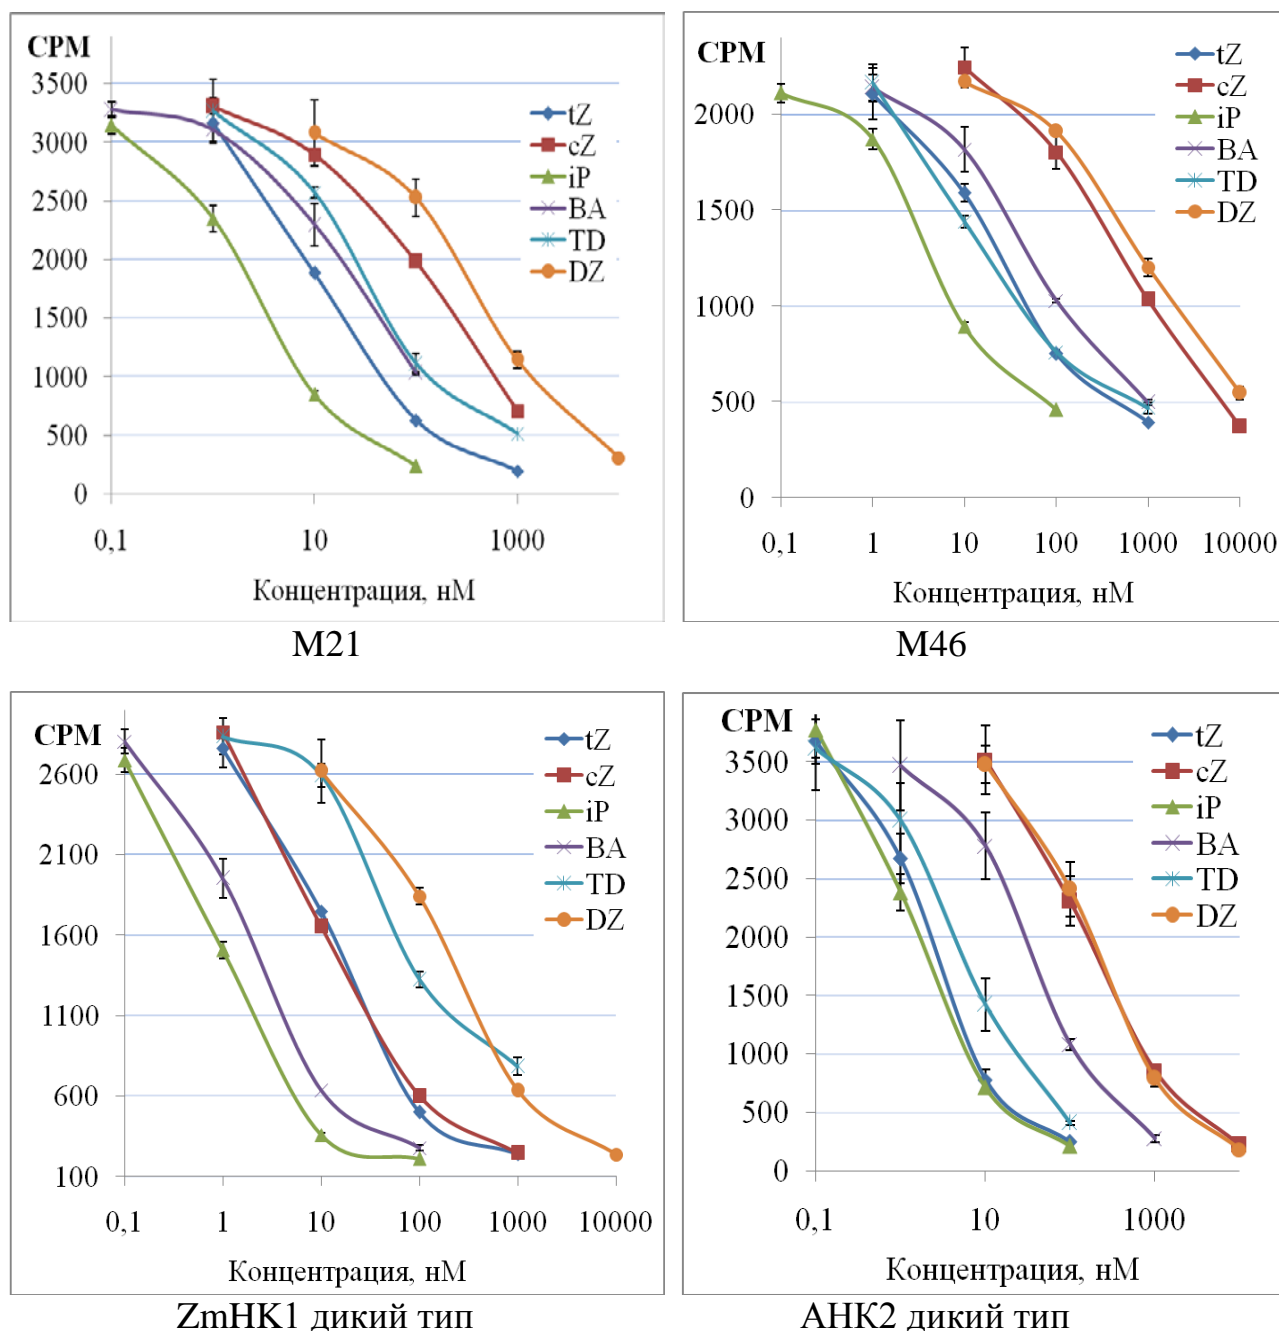 CPM
3500
3000
2500
2000
1500
1000
500
0
0,1 10 1000
Концентрация, нМ
tZ
cZ
iP
BA
TD
DZ
M21
CPM
2000
1500
1000
500
0
0,1 1 10 100 1000 10000
Концентрация, нМ
tZ
cZ
iP
BA
TD
DZ
M46
CPM
2600
2100
1600
1100
600
100
0,1 1 10 100 1000 10000
Концентрация, нМ
tZ
cZ
iP
BA
TD
DZ
ZmHK1 дикий тип
CPM
3500
3000
2500
2000
1500
1000
500
0
0,1 10 1000
Концентрация, нМ
tZ
cZ
iP
BA
TD
DZ
AHK2 дикий тип